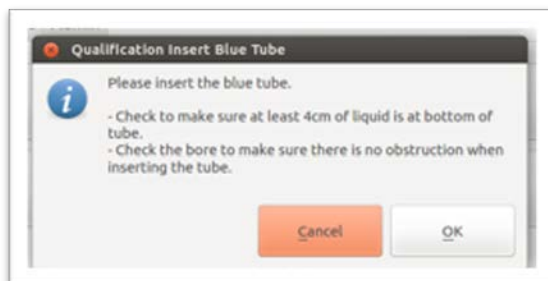 Qualification Insert Blue Tube
Please insert the blue tube.
- Check to make sure at least 4cm of liquid is at bottom of
tube.
- Check the bore to make sure there is no obstruction when
inserting the tube.
Cancel OK